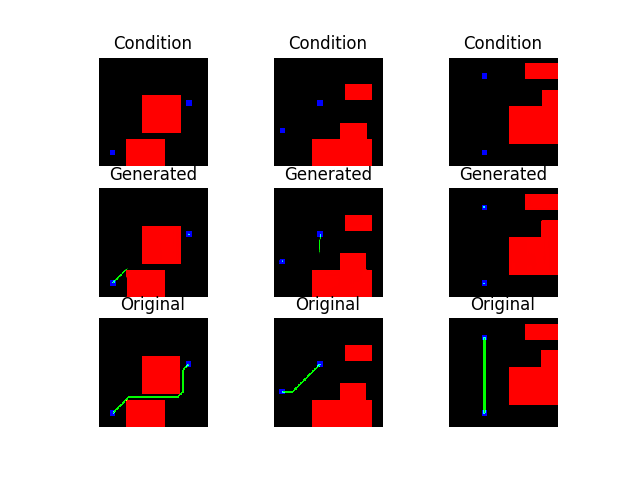 Condition Condition Condition
Generated Generated Generated
Original Original Original